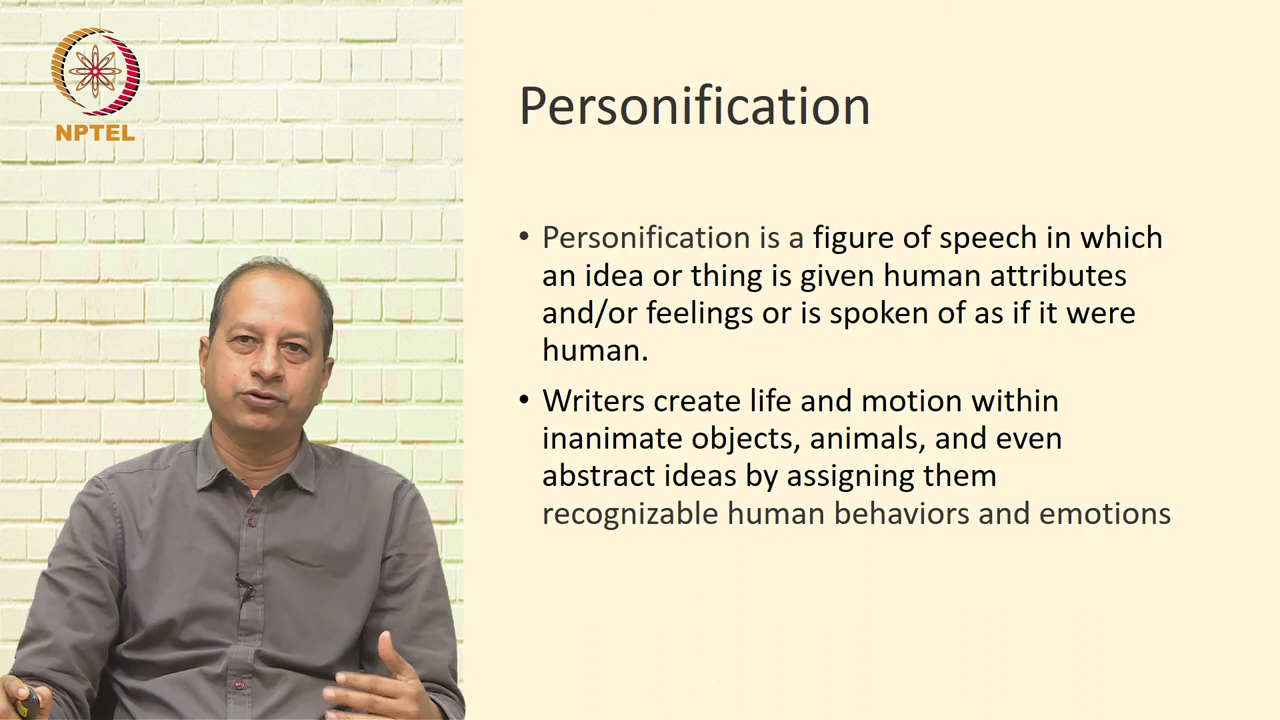 NPTEL
Personification
• Personification is a figure of speech in which
an idea or thing is given human attributes
and/or feelings or is spoken of as if it were
human.
• Writers create life and motion within
inanimate objects, animals, and even
abstract ideas by assigning them
recognizable human behaviors and emotions